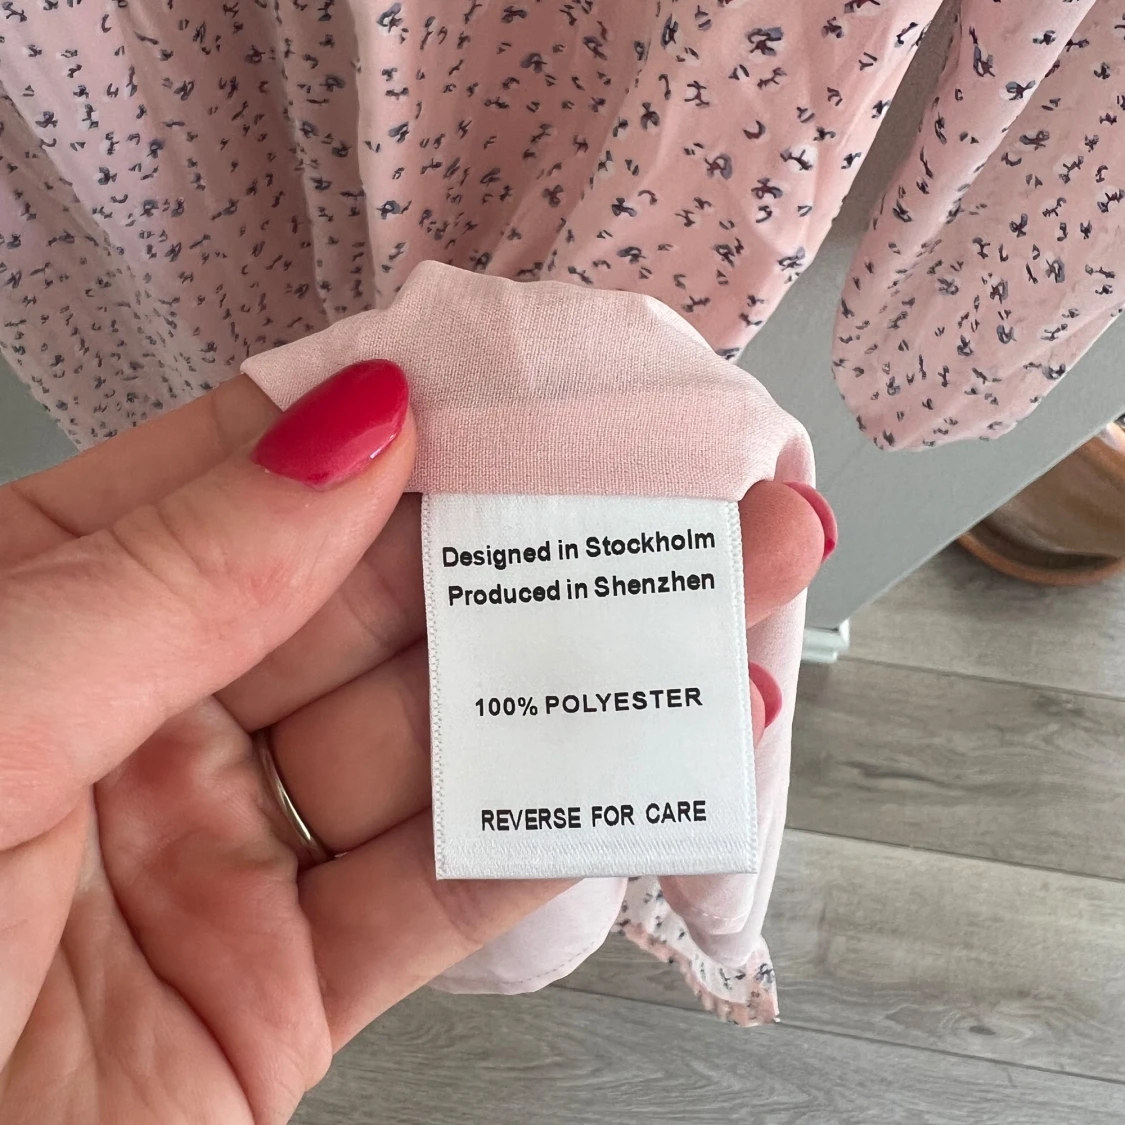 Designed in Stockholm
Produced in Shenzhen
100% POLYESTER
REVERSE FOR CARE